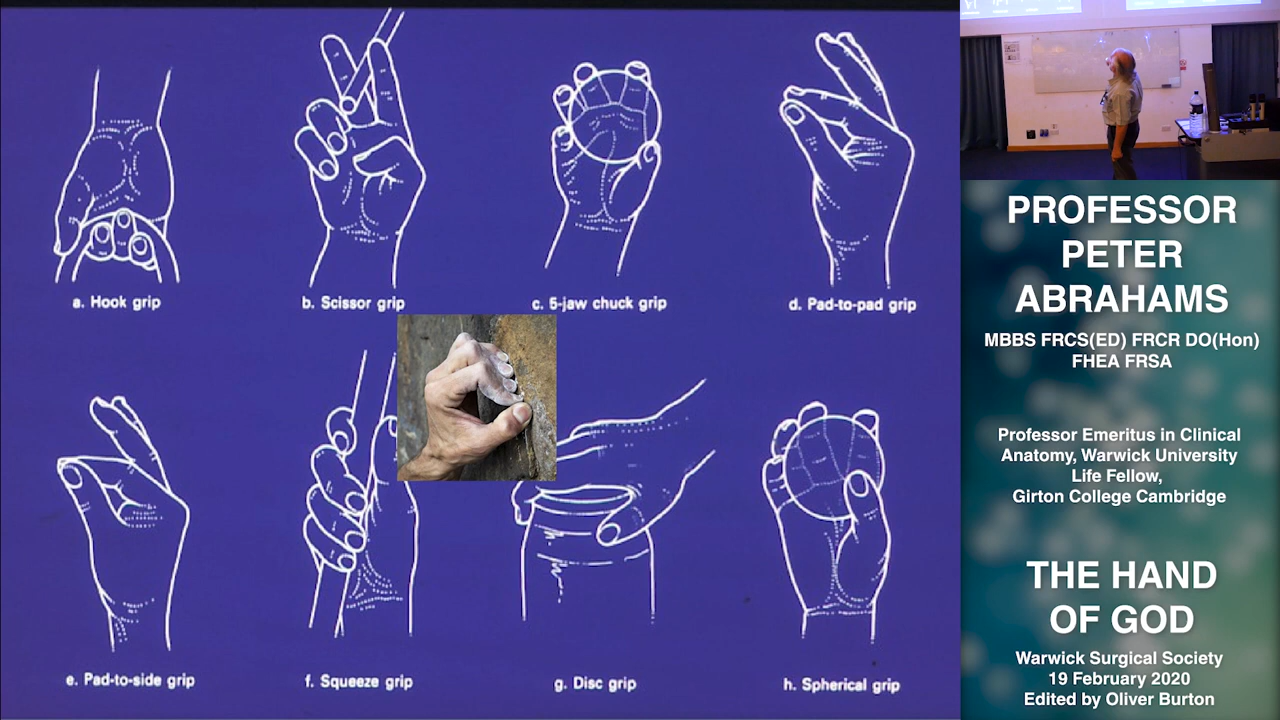 a. Hook grip
b. Scissor grip
c. 5-jaw chuck grip
d. Pad-to-pad grip
e. Pad-to-side grip
f. Squeeze grip
g. Disc grip
h. Spherical grip
PROFESSOR
PETER
ABRAHAMS
MBBS FRCS(ED) FRCR DO(Hon)
FHEA FRSA
Professor Emeritus in Clinical
Anatomy, Warwick University
Life Fellow,
Girton College Cambridge
THE HAND
OF GOD
Warwick Surgical Society
19 February 2020
Edited by Oliver Burton